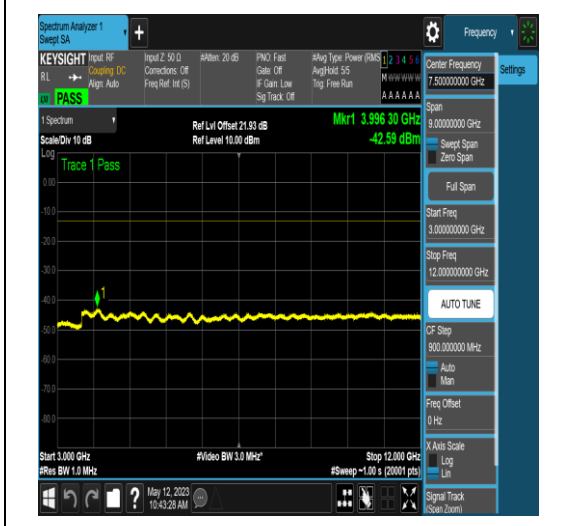 Spectrum Analyzer 1
Swept SA
+
Frequency
KEYSIGHT
Input: RF
Input Z: 50 Ω
#Atten: 20 dB
PNO: Fast
#Avg Type: Power (RMS
1 2 3 4 5 6
RL
Coupling: DC
Corrections: Off
Gate: Off
Avg|Hold: 5/5
M W W W W W
Align: Auto
Freq Ref: Int (S)
IF Gain: Low
Trig: Free Run
PASS
Sig Track: Off
A A A A A A
1 Spectrum
Scale/Div 10 dB
Ref Lvl Offset 21.93 dB
Ref Level 10.00 dBm
Mkr1 3.996 30 GHz
-42.59 dBm
Log
Trace 1 Pass
0.00
-10.0
-20.0
-30.0
-40.0
1
-60.0
-70.0
-80.0
Start 3.000 GHz
#Video BW 3.0 MHz*
Stop 12.000 GHz
#Res BW 1.0 MHz
#Sweep ~1.00 s (20001 pts)
?
May 12, 2023
10:43:28 AM
Center Frequency
7.500000000 GHz
Settings
Span
9.00000000 GHz
Swept Span
Zero Span
Full Span
Start Freq
3.000000000 GHz
Stop Freq
12.000000000 GHz
AUTO TUNE
CF Step
900.000000 MHz
Auto
Man
Freq Offset
0 Hz
X Axis Scale
Log
Lin
Signal Track
(Span Zoom)